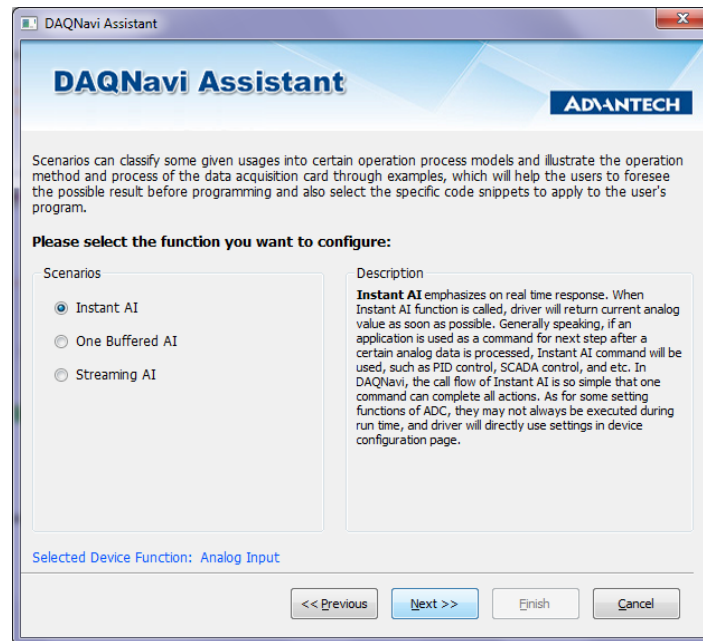 DAQNavi Assistant
DAQNavi Assistant
ADVANTECH
Scenarios can classify some given usages into certain operation process models and illustrate the operation
method and process of the data acquisition card through examples, which will help the users to foresee
the possible result before programming and also select the specific code snippets to apply to the user's
program.
Please select the function you want to configure:
Scenarios
Instant AI
One Buffered AI
Streaming AI
Description
Instant AI emphasizes on real time response. When
Instant AI function is called, driver will return current analog
value as soon as possible. Generally speaking, if an
application is used as a command for next step after a
certain analog data is processed, Instant AI command will be
used, such as PID control, SCADA control, and etc. In
DAQNavi, the call flow of Instant AI is so simple that one
command can complete all actions. As for some setting
functions of ADC, they may not always be executed during
run time, and driver will directly use settings in device
configuration page.
Selected Device Function: Analog Input
<< Previous
Next >>
Finish
Cancel